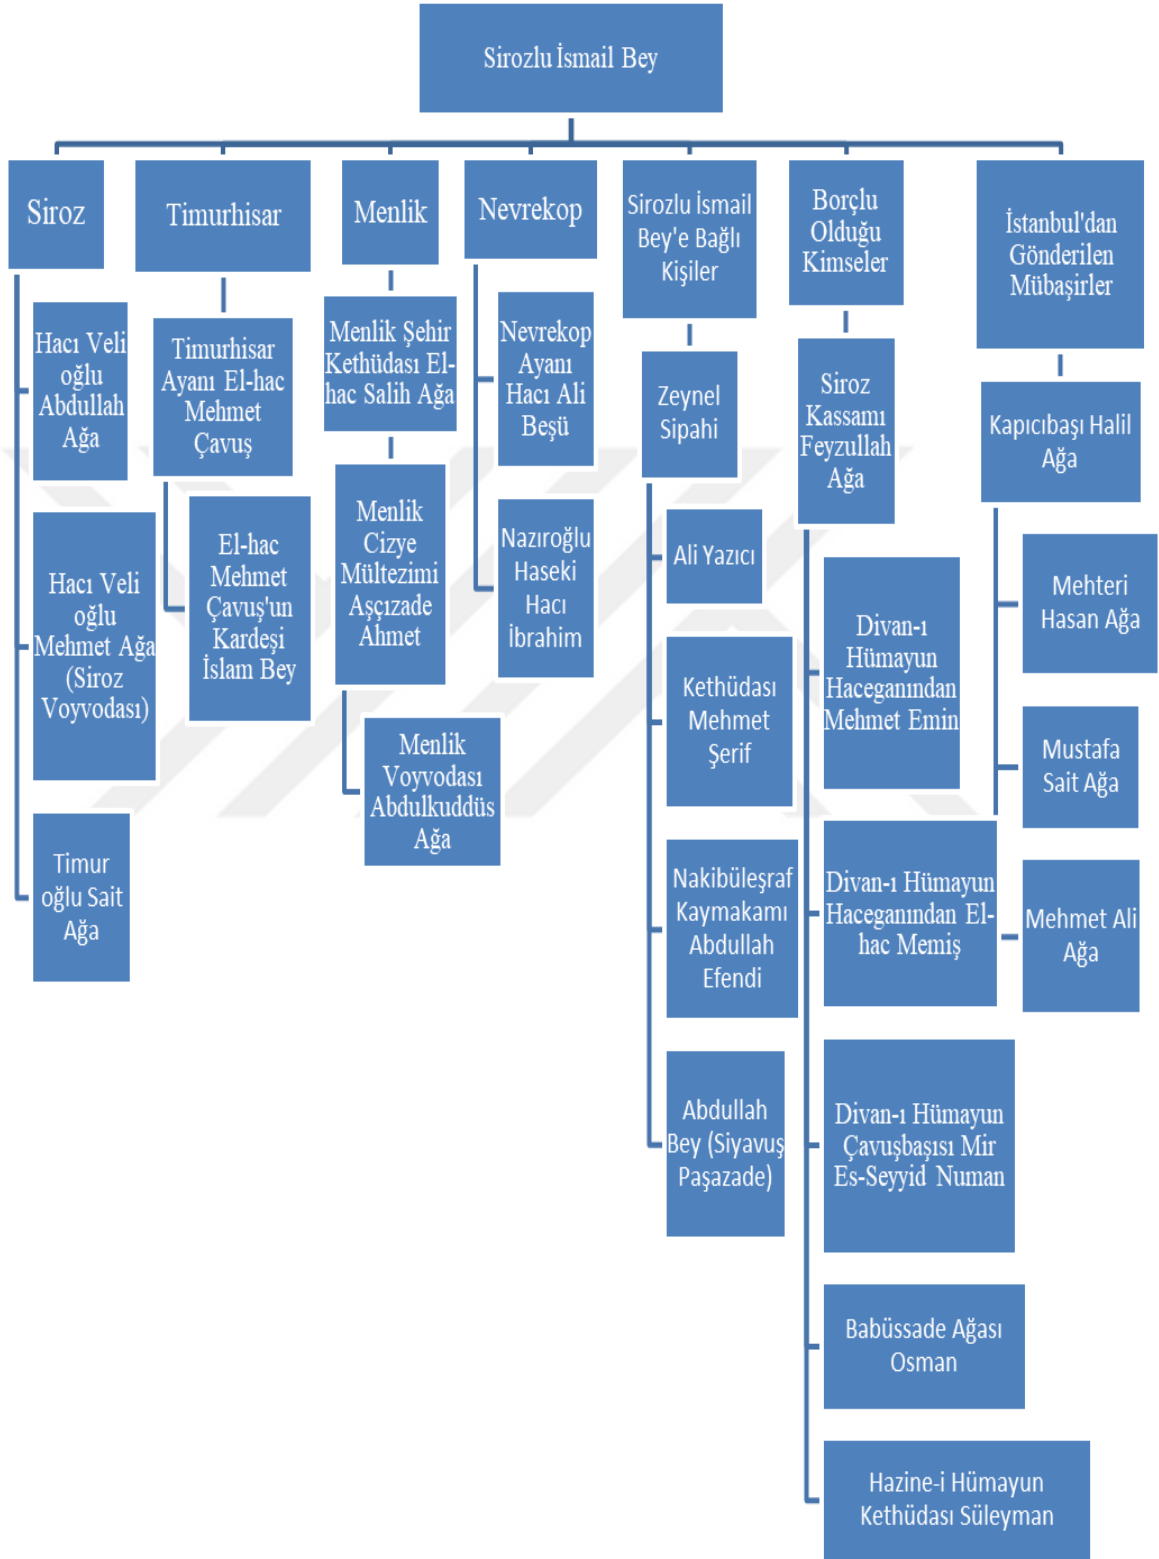 Sirozlu İsmail Bey
Siroz
Hacı Veli
oğlu
Abdullah
Ağa
Hacı Veli
oğlu
Mehmet Ağa
(Siroz
Voyvodası)
Timur
oğlu Sait
Ağa
Timurhisar
Timurhisar
Ayanı El-hac
Mehmet
Çavuş
El-hac
Mehmet
Çavuş'un
Kardeşi
İslam Bey
Menlik
Menlik Şehir
Kethüdası El-
hac Salih Ağa
Menlik
Cizye
Mültezimi
Aşçızade
Ahmet
Menlik
Voyvodası
Abdulkuddüs
Ağa
Nevrekop
Nevrekop
Ayanı
Hacı Ali
Beşü
Nazıroğlu
Haseki
Hacı
İbrahim
Sirozlu İsmail
Bey'e Bağlı
Kişiler
Zeynel
Sipahi
Ali Yazıcı
Kethüdası
Mehmet
Şerif
Nakibüleşraf
Kaymakamı
Abdullah
Efendi
Abdullah
Bey (Siyavuş
Paşazade)
Borçlu
Olduğu
Kimseler
Siroz
Kassamı
Feyzullah
Ağa
Divan-ı
Hümayun
Haceganından
Mehmet Emin
Divan-ı Hümayun
Haceganından El-
hac Memiş
Divan-ı Hümayun
Çavuşbaşısı Mir
Es-Seyyid Numan
Babüssade Ağası
Osman
Hazine-i Hümayun
Kethüdası Süleyman
İstanbul'dan
Gönderilen
Mübaşirler
Kapıcıbaşı Halil
Ağa
Mehteri
Hasan Ağa
Mustafa
Sait Ağa
Mehmet Ali
Ağa